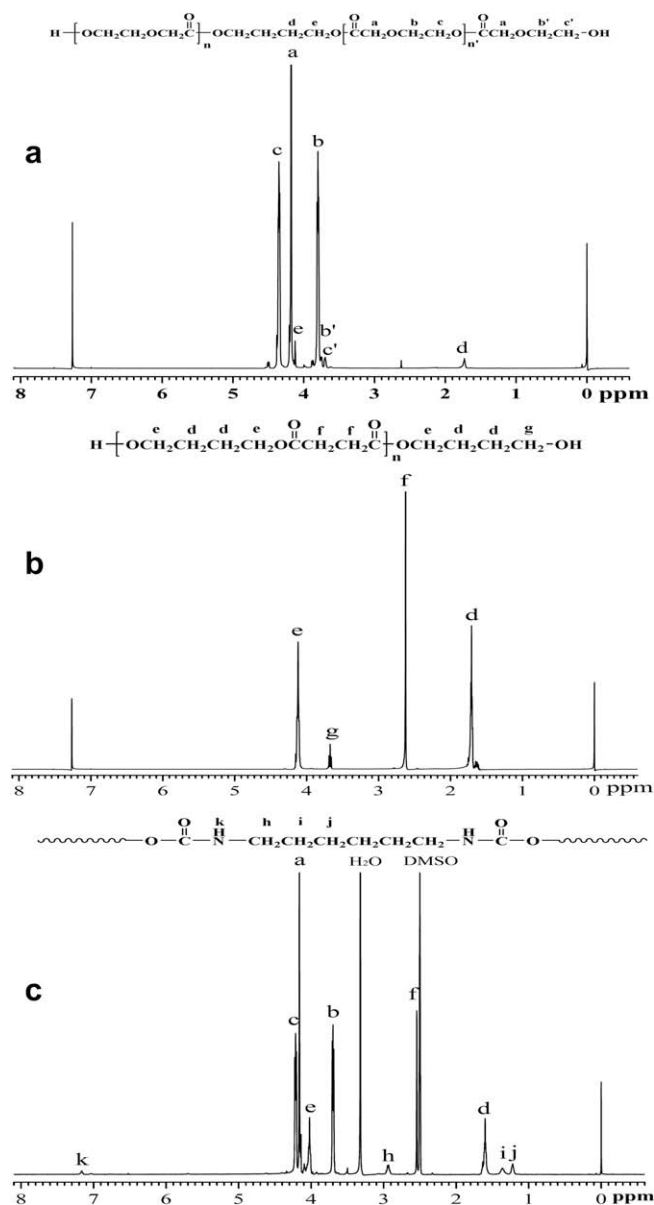 d e a b c a b' c'
O O O
H [OCH₂CH₂OCH₂C]n OCH₂CH₂CH₂CH₂O[CCH₂OCH₂CH₂O]n' CCH₂OCH₂CH₂-OH
a
a
c
b
e
b'
c'
d
8 7 6 5 4 3 2 1 0 ppm
e d d e f f e d d g
O O
H [OCH₂CH₂CH₂CH₂OCCH₂CH₂C]n OCH₂CH₂CH₂CH₂-OH
b
f
e
d
g
8 7 6 5 4 3 2 1 0 ppm
O k h i j O
O C H N CH₂CH₂CH₂CH₂CH₂CH₂ H N C O
a H₂O DMSO
c
f
c
b
e
d
k
h
i
j
8 7 6 5 4 3 2 1 0 ppm